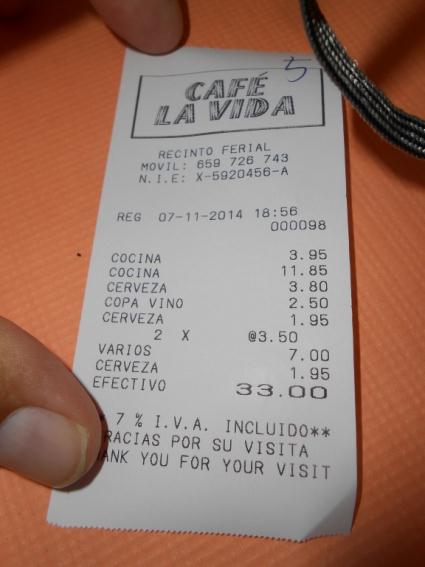 5
CAFÉ
LA VIDA
RECINTO FERIAL
MOVIL: 659 726 743
N.I.E: X-5920456-A
REG 07-11-2014 18:56
000098
COCINA 3.95
COCINA 11.85
CERVEZA 3.80
COPA VINO 2.50
CERVEZA 1.95
2 X @3.50
VARIOS 7.00
CERVEZA 1.95
EFECTIVO 33.00
* 7 % I.V.A. INCLUIDO**
RACIAS POR SU VISITA
ANK YOU FOR YOUR VISIT